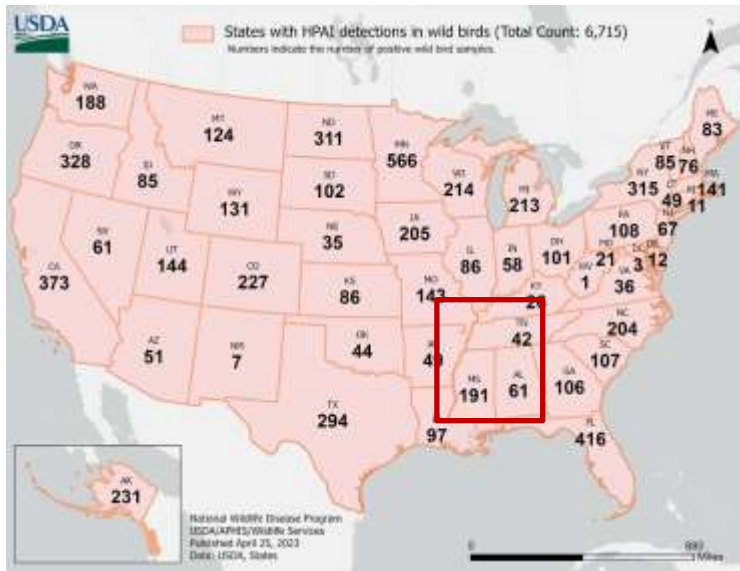 USDA
States with HPAI detections in wild birds (Total Count: 6,715)
Numbers indicate the number of positive wild bird samples.
N
WA
188
MT
124
ND
311
MN
566
ME
83
OR
328
ID
85
WY
131
SD
102
WI
214
MI
213
VT
85
NH
76
NY
315
MA
141
CT
49
RI
11
NV
61
UT
144
NE
35
IA
205
PA
108
NJ
67
CA
373
CO
227
KS
86
MO
143
IL
86
IN
58
OH
101
WV
1
MD
21
DC
3
DE
12
VA
36
KY
NC
204
AZ
51
NM
7
OK
44
TN
42
SC
107
MS
191
AL
61
GA
106
TX
294
97
FL
416
AK
231
National Wildlife Disease Program
USDA/APHIS/Wildlife Services
Published April 25, 2023
Data: USDA, States
0
Miles